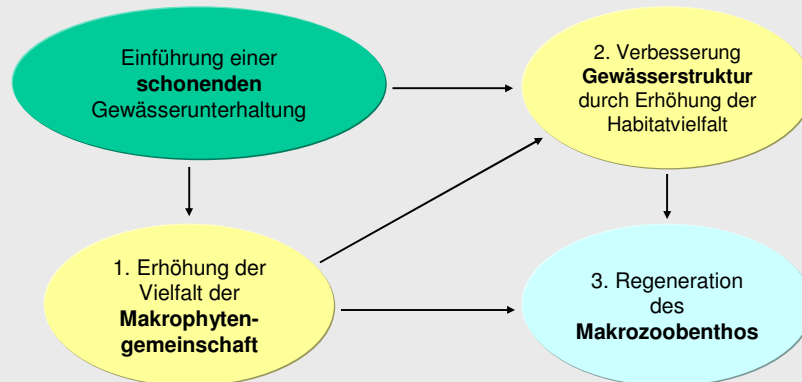 Einführung einer
schonenden
Gewässerunterhaltung
2. Verbesserung
Gewässerstruktur
durch Erhöhung der
Habitatvielfalt
1. Erhöhung der
Vielfalt der
Makrophyten-
gemeinschaft
3. Regeneration
des
Makrozoobenthos